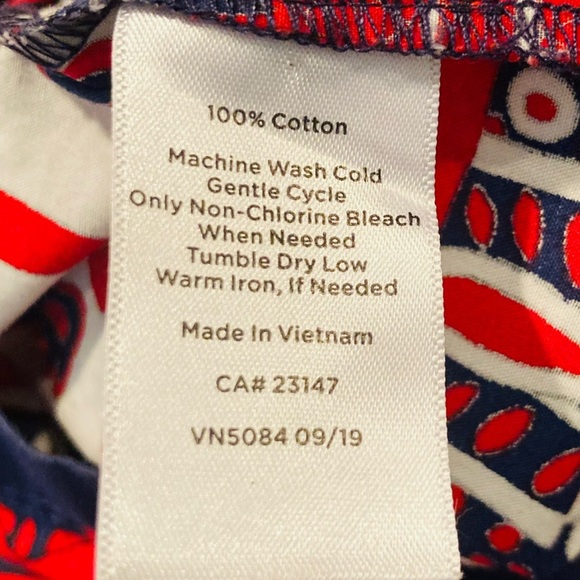 100% Cotton
Machine Wash Cold
Gentle Cycle
Only Non-Chlorine Bleach
When Needed
Tumble Dry Low
Warm Iron, If Needed
Made In Vietnam
CA# 23147
VN5084 09/19